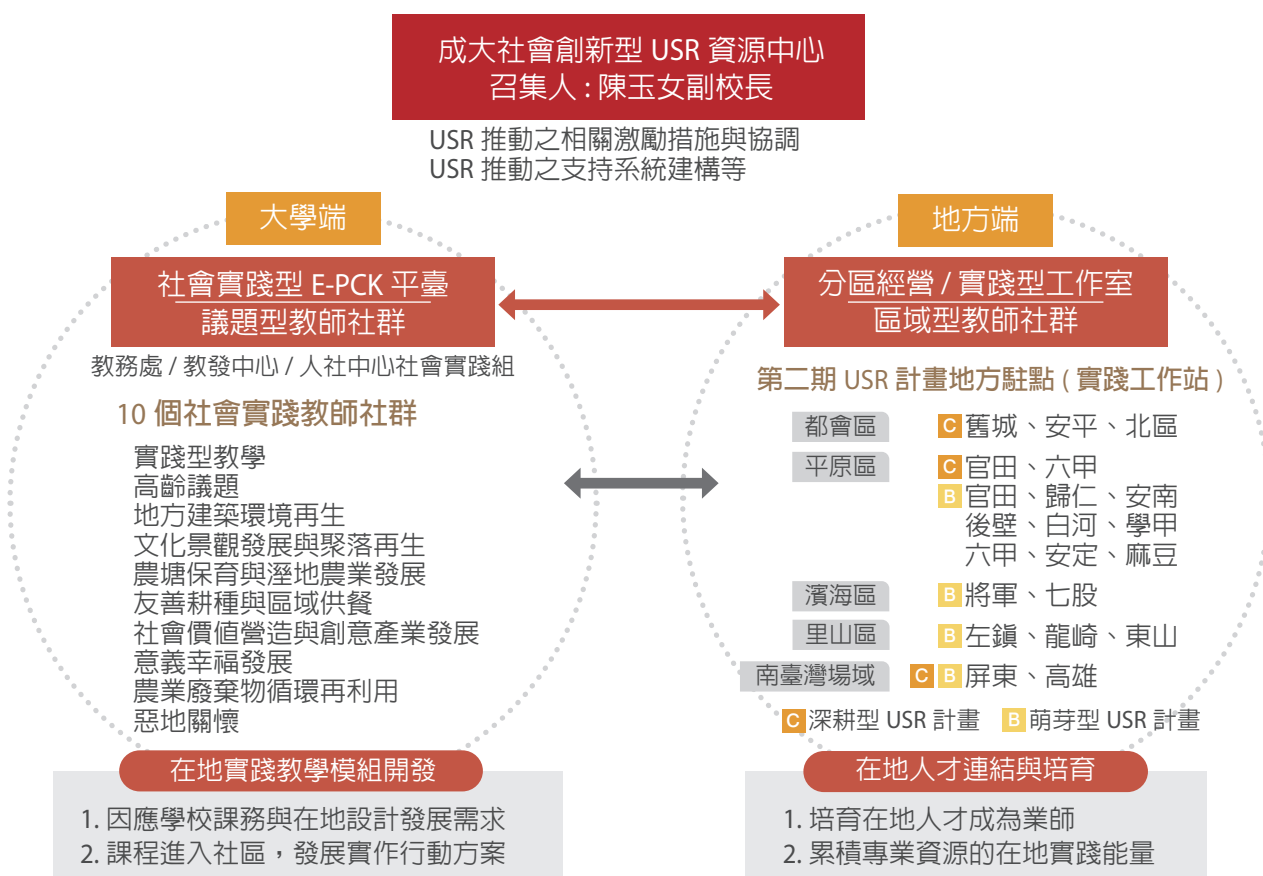 成大社會創新型 USR 資源中心
召集人 : 陳玉女副校長
USR 推動之相關激勵措施與協調
USR 推動之支持系統建構等
大學端
社會實踐型 E-PCK 平臺
議題型教師社群
教務處 / 教發中心 / 人社中心社會實踐組
10 個社會實踐教師社群
實踐型教學
高齡議題
地方建築環境再生
文化景觀發展與聚落再生
農塘保育與溼地農業發展
友善耕種與區域供餐
社會價值營造與創意產業發展
意義幸福發展
農業廢棄物循環再利用
惡地關懷
在地實踐教學模組開發
1. 因應學校課務與在地設計發展需求
2. 課程進入社區，發展實作行動方案
地方端
分區經營 / 實踐型工作室
區域型教師社群
第二期 USR 計畫地方駐點 ( 實踐工作站 )
都會區 C 舊城、安平、北區
平原區 C 官田、六甲
B 官田、歸仁、安南
後壁、白河、學甲
六甲、安定、麻豆
濱海區 B 將軍、七股
里山區 B 左鎮、龍崎、東山
南臺灣場域 C B 屏東、高雄
C 深耕型 USR 計畫 B 萌芽型 USR 計畫
在地人才連結與培育
1. 培育在地人才成為業師
2. 累積專業資源的在地實踐能量